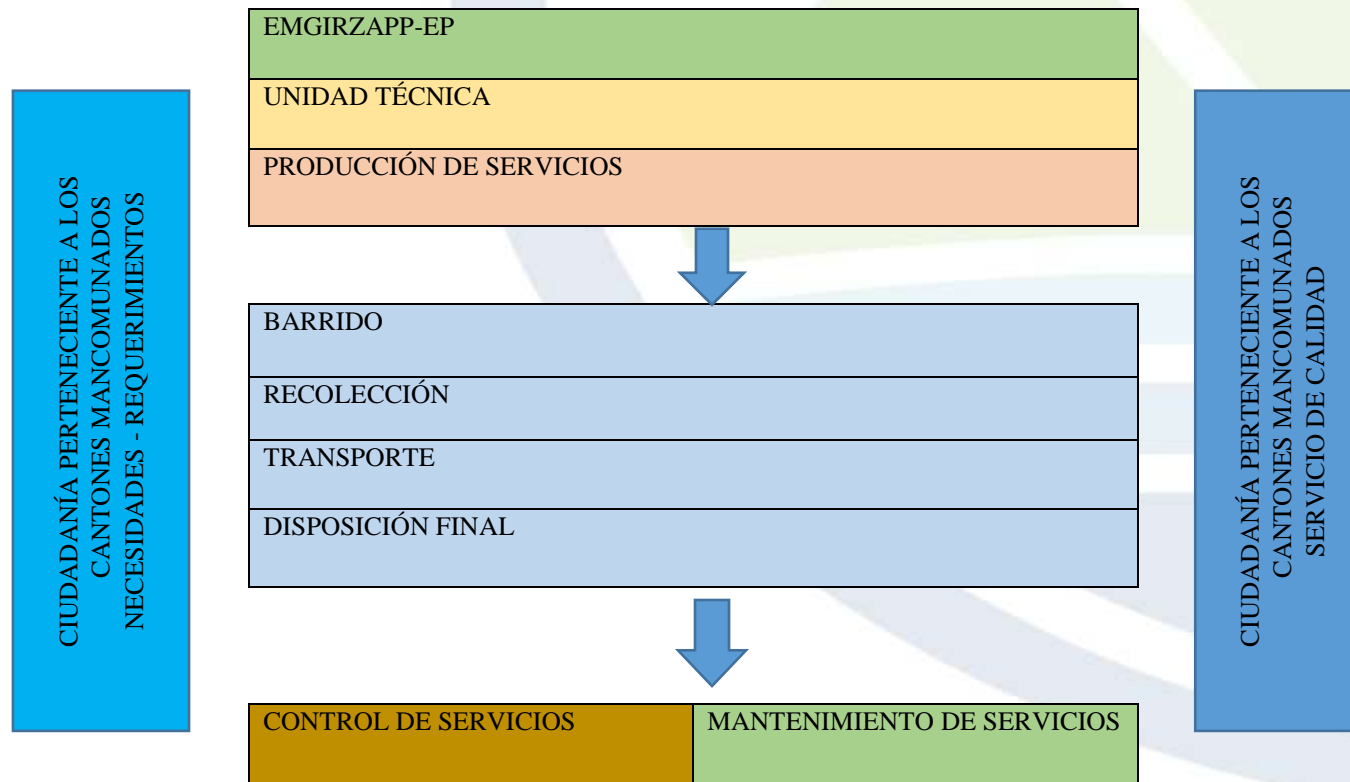 EMGIRZAPP-EP
UNIDAD TÉCNICA
PRODUCCIÓN DE SERVICIOS
CIUDADANÍA PERTENECIENTE A LOS
CANTONES MANCOMUNADOS
NECESIDADES - REQUERIMIENTOS
BARRIDO
RECOLECCIÓN
TRANSPORTE
DISPOSICIÓN FINAL
CIUDADANÍA PERTENECIENTE A LOS
CANTONES MANCOMUNADOS
SERVICIO DE CALIDAD
CONTROL DE SERVICIOS
MANTENIMIENTO DE SERVICIOS